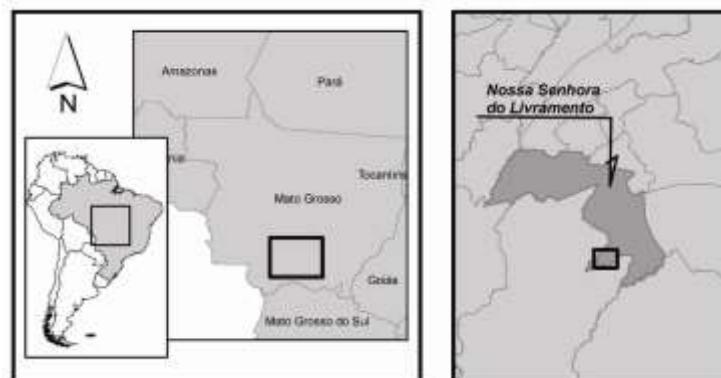 Amazonas
Pará
N
Tocantins
Mato Grosso
Goiás
Mato Grosso do Sul
Nossa Senhora
do Livramento